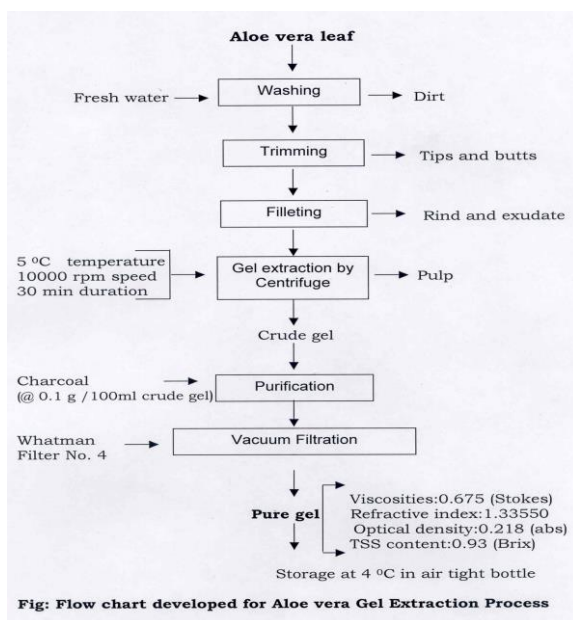 Aloe vera leaf
Fresh water
Washing
Dirt
Trimming
Tips and butts
Filleting
Rind and exudate
5 ⁰C temperature
10000 rpm speed
30 min duration
Gel extraction by
Centrifuge
Pulp
Crude gel
Charcoal
(@ 0.1 g /100ml crude gel)
Purification
Whatman
Filter No. 4
Vacuum Filtration
Pure gel
Viscosities:0.675 (Stokes)
Refractive index:1.33550
Optical density:0.218 (abs)
TSS content:0.93 (Brix)
Storage at 4 ⁰C in air tight bottle
Fig: Flow chart developed for Aloe vera Gel Extraction Process